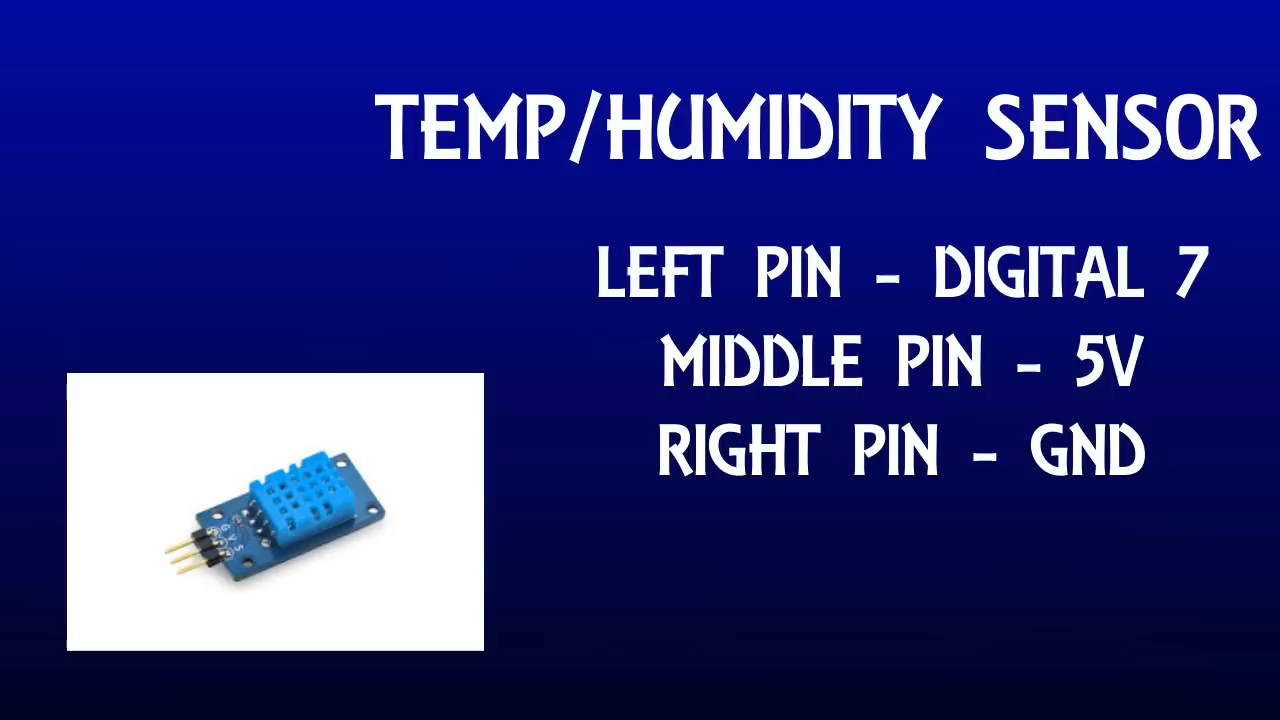 TEMP/HUMIDITY SENSOR
LEFT PIN - DIGITAL 7
MIDDLE PIN - 5V
RIGHT PIN - GND
G V S